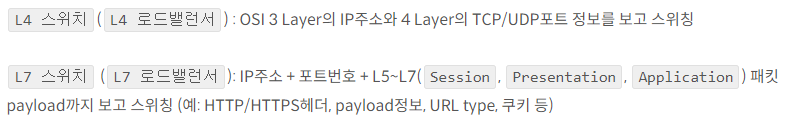 L4 스위치 ( L4 로드밸런서 ) : OSI 3 Layer의 IP주소와 4 Layer의 TCP/UDP포트 정보를 보고 스위칭
L7 스위치 ( L7 로드밸런서 ): IP주소 + 포트번호 + L5~L7( Session , Presentation , Application ) 패킷
payload까지 보고 스위칭 (예: HTTP/HTTPS헤더, payload정보, URL type, 쿠키 등)